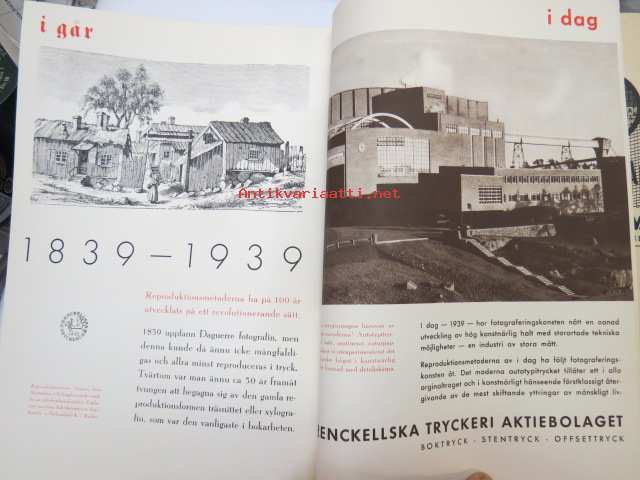 i går
i dag
Antikvariaatti.net
1839-1939
Reproduktionsmetoderna ha på 100 år
utvecklats på ett revolutionerande sätt.
1839 uppfann Daguerre fotografin, men
denna kunde då ännu icke mångfaldi-
gas och allra minst reproduceras i tryck.
Tvärtom var man ännu ca 50 år framåt
tvungen att begagna sig av den gamla re-
produktionsformen träsnittet eller xylogra-
fin, som var den vanligaste i bokarbeten.
I dag — 1939 — har fotograferingskonsten nått en oanad
utveckling av hög konstnärlig halt med storartade tekniska
möjligheter — en industri av stora mått.
Reproduktionsmetoderna av i dag ha följt fotograferings-
konsten åt. Det moderna autotypitrycket tillåter ett i alla
orginaltroget och i konstnärligt hänseende förstklassigt åter-
givande av de mest skiftande yttringar av mänskligt liv.
ENCKELLSKA TRYCKERI AKTIEBOLAGET
BOKTRYCK · STENTRYCK · OFFSETTRYCK